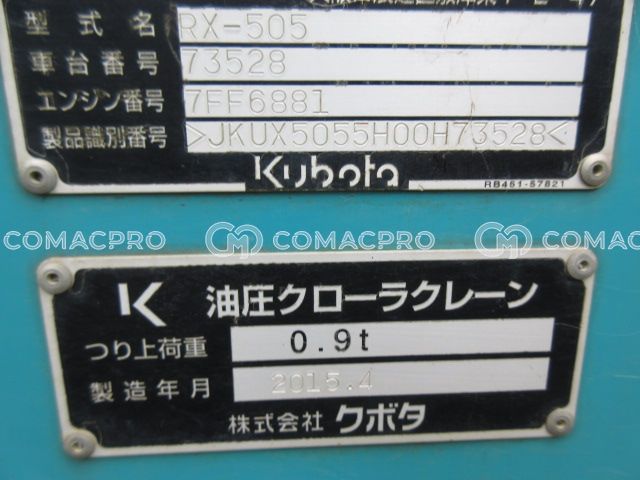 型式名 RX-505
車台番号 73528
エンジン番号 7FF6881
製品識別番号 >JKUX5055H00H73528<
Kubota
RB451-57821
COMACPRO COMACPRO COMACPRO
油圧クローラクレーン
つり上荷重 0.9t
製造年月 2015.4
株式会社 クボタ